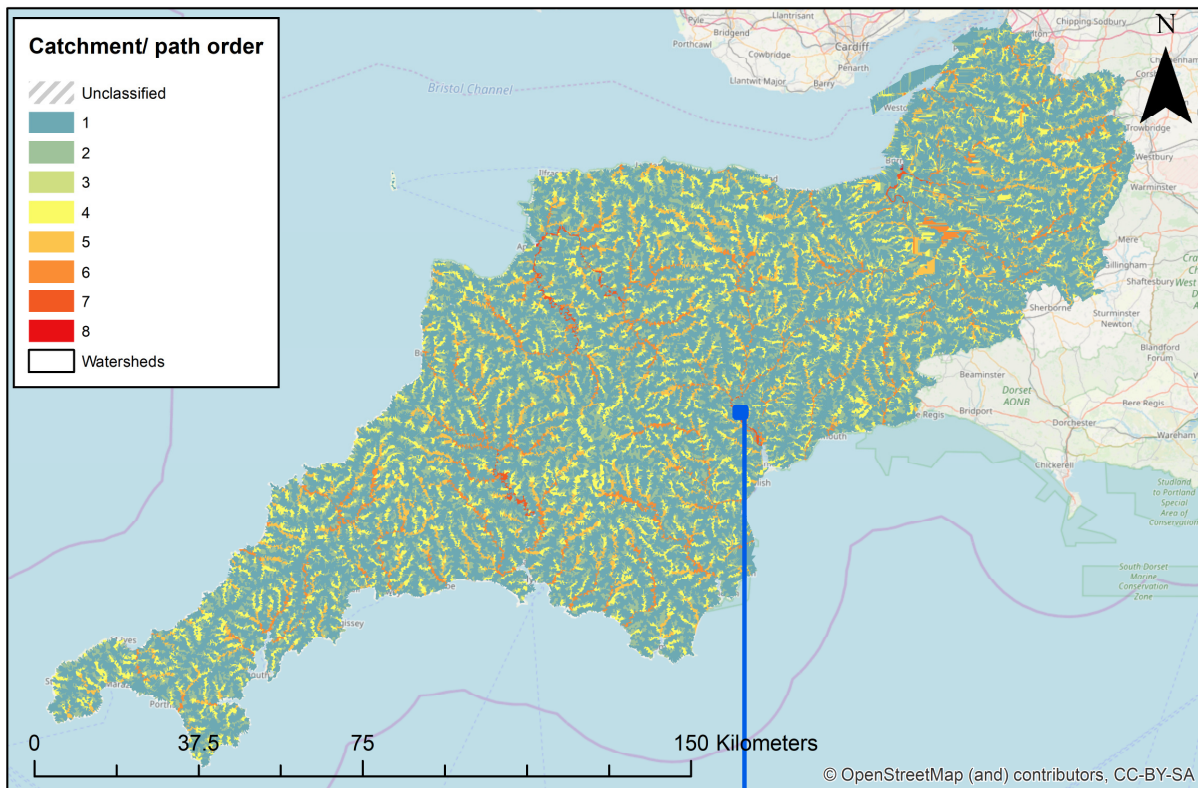 Catchment/ path order
Unclassified
1
2
3
4
5
6
7
8
Watersheds
N
Pyle
Llantrisant
Chipping Sodbury
Bridgend
Porthcawl
Cowbridge
Cardiff
Penarth
Llantwit Major
Barry
Bristol Channel
Trowbridge
Westbury
Warminster
Mere
Gillingham
Shaftesbury
Sherborne
Sturminster
Newton
Blandford
Forum
Beaminster
Dorset
AONB
Bere Regis
Bridport
Dorchester
Wareham
Chickerell
Studland
to Portland
Special
Area of
Conservation
South Dorset
Marine
Conservation
Zone
0
37.5
75
150 Kilometers
© OpenStreetMap (and) contributors, CC-BY-SA